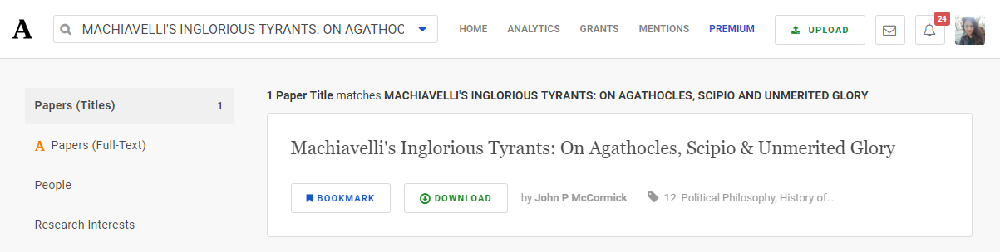 A
MACHIAVELLI'S INGLORIOUS TYRANTS: ON AGATHOC
HOME ANALYTICS GRANTS MENTIONS PREMIUM UPLOAD 24
Papers (Titles) 1
A Papers (Full-Text)
People
Research Interests
1 Paper Title matches MACHIAVELLI'S INGLORIOUS TYRANTS: ON AGATHOCLES, SCIPIO AND UNMERITED GLORY
Machiavelli's Inglorious Tyrants: On Agathocles, Scipio & Unmerited Glory
BOOKMARK DOWNLOAD by John P McCormick 12 Political Philosophy, History of...